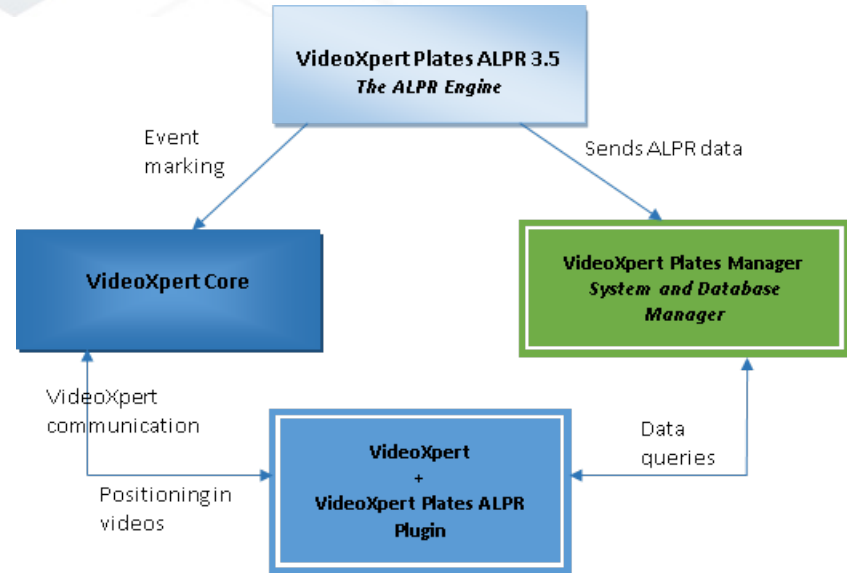 VideoXpert Plates ALPR 3.5
The ALPR Engine
Event
marking
Sends ALPR data
VideoXpert Core
VideoXpert Plates Manager
System and Database
Manager
VideoXpert
communication
Positioning in
videos
VideoXpert
+
VideoXpert Plates ALPR
Plugin
Data
queries